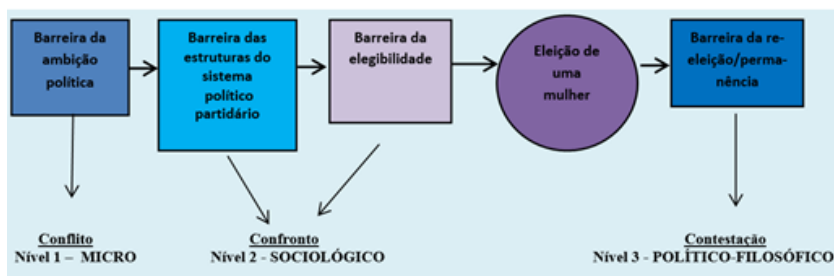 Barreira da
ambição
política
Barreira das
estruturas do
sistema
político
partidário
Barreira da
elegibilidade
Eleição de
uma
mulher
Barreira da re-
eleição/perma-
nência
Conflito
Nível 1 – MICRO
Confronto
Nível 2 - SOCIOLÓGICO
Contestação
Nível 3 - POLÍTICO-FILOSÓFICO